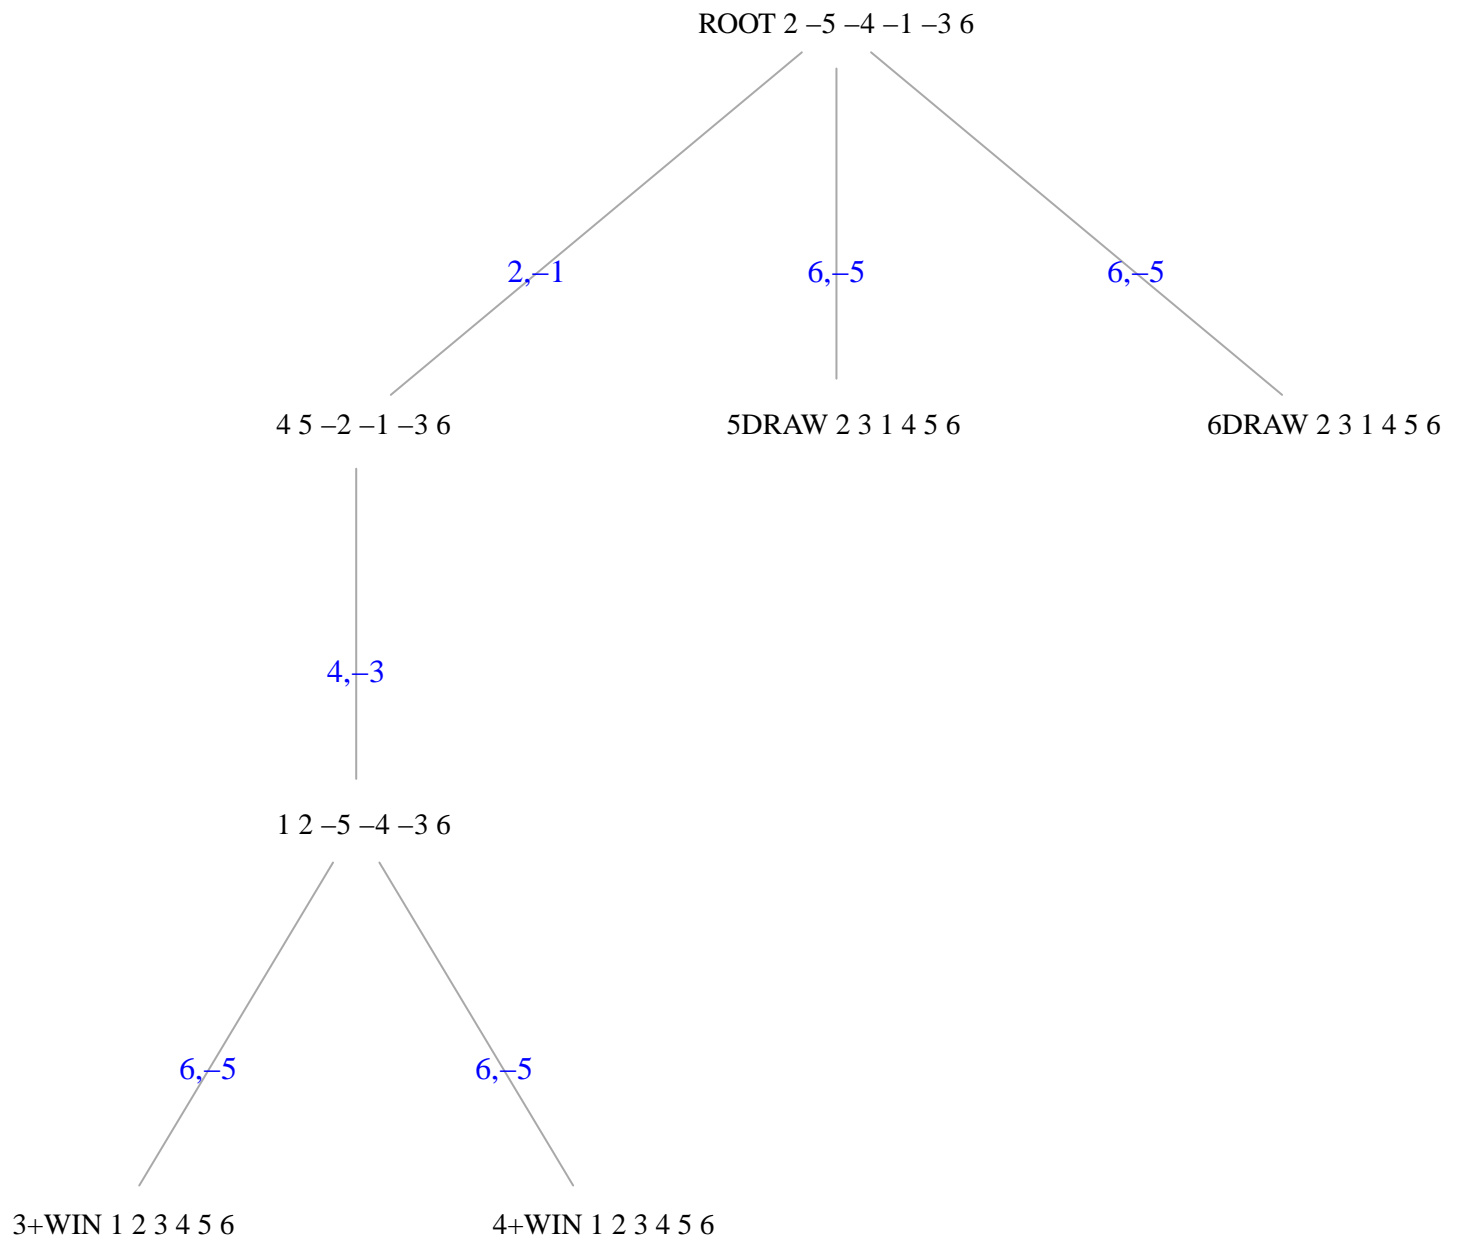 ROOT 2 –5 –4 –1 –3 6
2,–1
6,–5
6,–5
4 5 –2 –1 –3 6
5DRAW 2 3 1 4 5 6
6DRAW 2 3 1 4 5 6
4,–3
1 2 –5 –4 –3 6
6,–5
6,–5
3+WIN 1 2 3 4 5 6
4+WIN 1 2 3 4 5 6